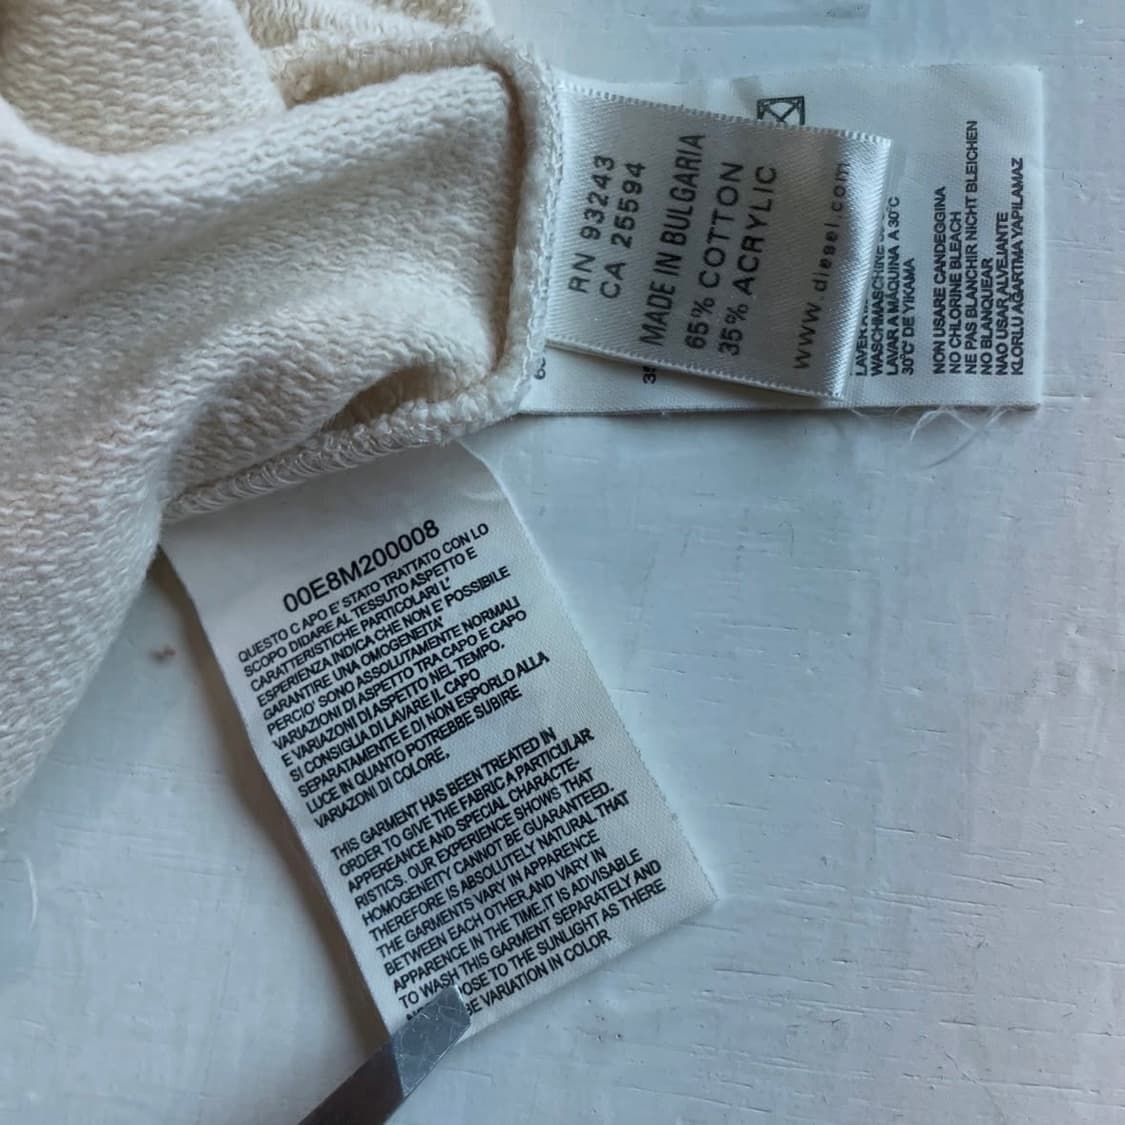 RN 93243
CA 25594
MADE IN BULGARIA
65% COTTON
35% ACRYLIC
www.diesel.com
WASCHMASCHINE
LAVAR A MÁQUINA A 30°C
30°C' DE YIKAMA
NON USARE CANDEGGINA
NO CHLORINE BLEACH
NE PAS BLANCHIR NICHT BLEICHEN
NO BLANQUEAR
NAO USAR ALVEJANTE
KLORLU AĞARTMA YAPILAMAZ
00E8M200008
QUESTO C APO E' STATO TRATTATO CON LO
SCOPO DIDARE AL TESSUTO ASPETTO E
CARATTERISTICHE PARTICOLARI L'
ESPERIENZA INDICA CHE NON E' POSSIBILE
GARANTIRE UNA OMOGENEITA'
PERCIO' SONO ASSOLUTAMENTE NORMALI
VARIAZIONI DI ASPETTO TRA CAPO E CAPO
E VARIAZIONI DI ASPETTO NEL TEMPO.
SI CONSIGLIA DI LAVARE IL CAPO
SEPARATAMENTE E DI NON ESPORLO ALLA
LUCE IN QUANTO POTREBBE SUBIRE
VARIAZONI DI COLORE.
THIS GARMENT HAS BEEN TREATED IN
ORDER TO GIVE THE FABRIC A PARTICULAR
APPEREANCE AND SPECIAL CHARACTE-
RISTICS. OUR EXPERIENCE SHOWS THAT
HOMOGENEITY CANNOT BE GUARANTEED.
THEREFORE IS ABSOLUTELY NATURAL THAT
THE GARMENTS VARY IN APPARENCE
BETWEEN EACH OTHER,AND VARY IN
APPARENCE IN THE TIME.IT IS ADVISABLE
TO WASH THIS GARMENT SEPARATELY AND
TO THE SUNLIGHT AS THERE
BE VARIATION IN COLOR